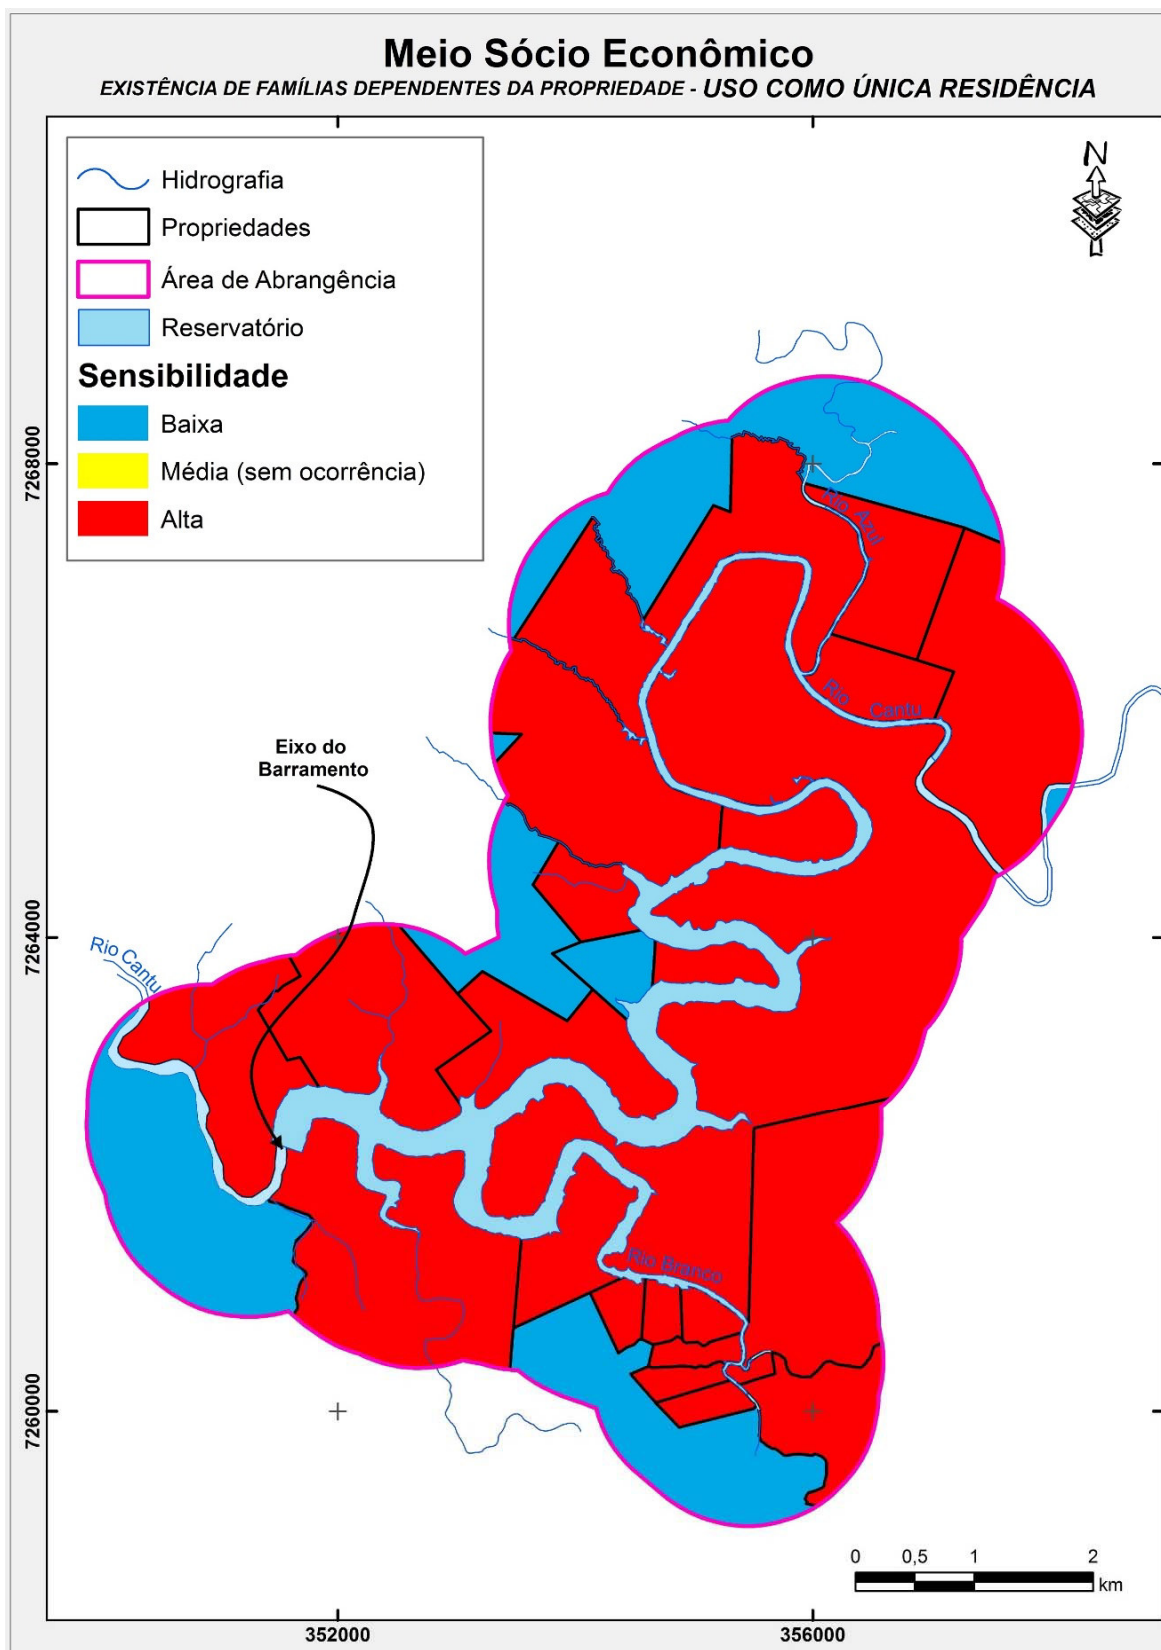 Meio Sócio Econômico
EXISTÊNCIA DE FAMÍLIAS DEPENDENTES DA PROPRIEDADE - USO COMO ÚNICA RESIDÊNCIA
Hidrografia
Propriedades
Área de Abrangência
Reservatório
Sensibilidade
Baixa
Média (sem ocorrência)
Alta
N
7268000
Rio Azul
Rio Cantu
Eixo do
Barramento
7264000
Rio Cantu
Rio Branco
7260000
0 0,5 1 2
km
352000 356000